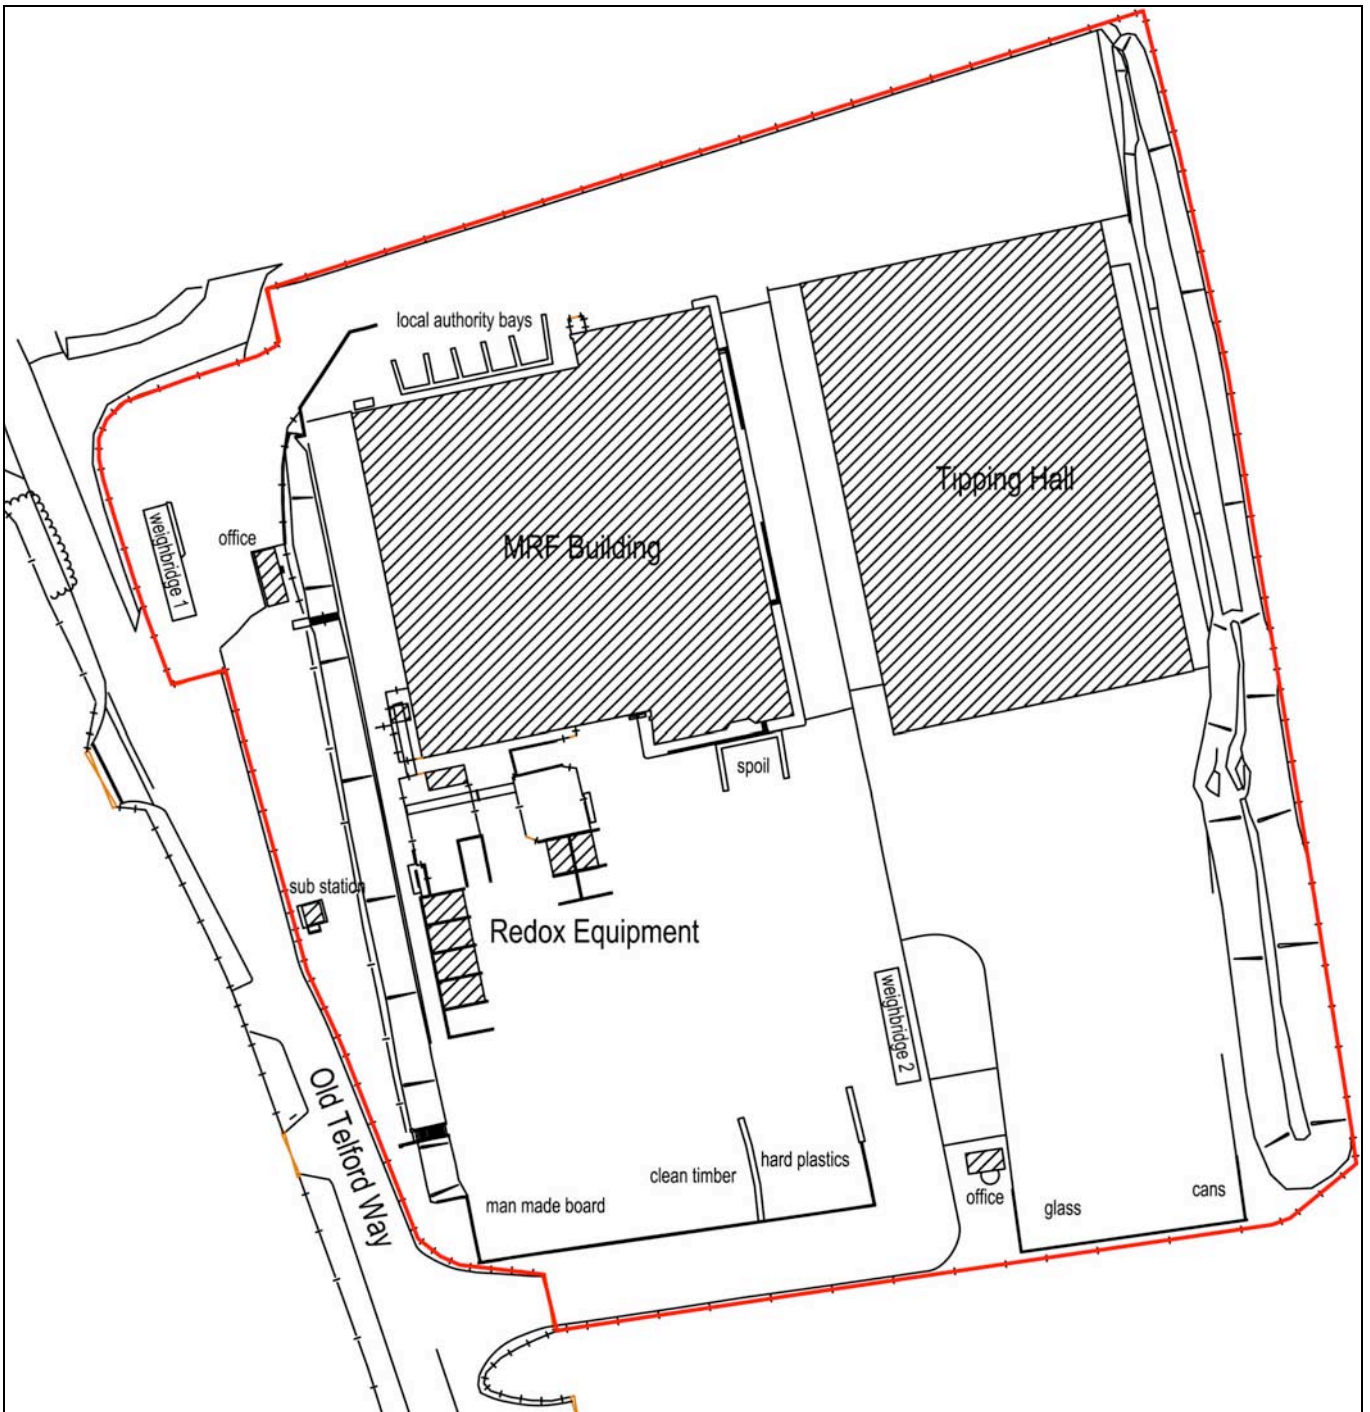 local authority bays
Tipping Hall
weighbridge 1
office
MRF Building
spoil
sub station
Redox Equipment
weighbridge 2
Old Telford Way
hard plastics
clean timber
man made board
office
glass
cans